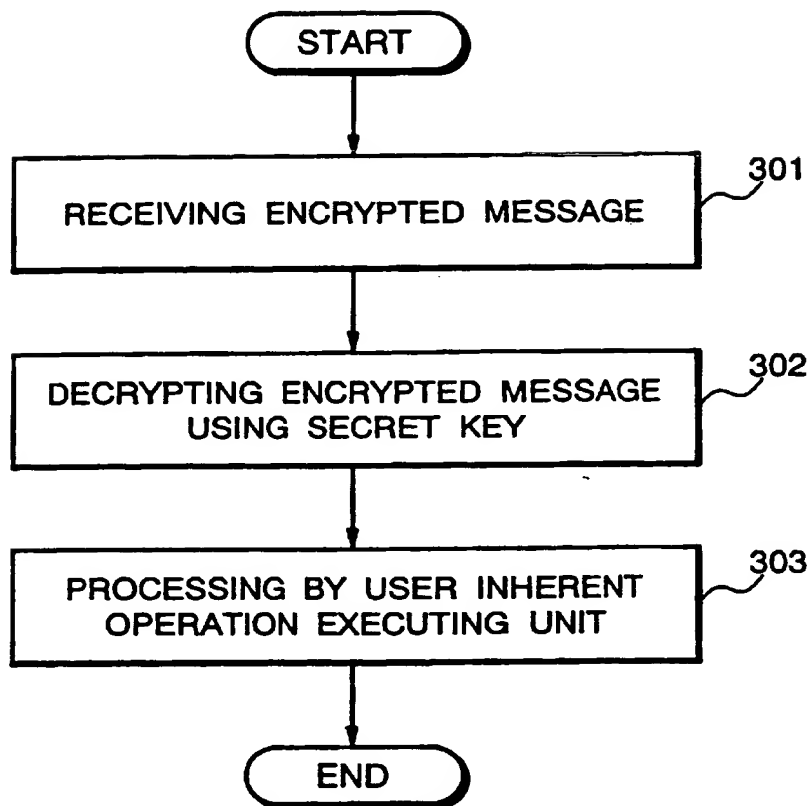 START
RECEIVING ENCRYPTED MESSAGE
301
DECRYPTING ENCRYPTED MESSAGE
USING SECRET KEY
302
PROCESSING BY USER INHERENT
OPERATION EXECUTING UNIT
303
END